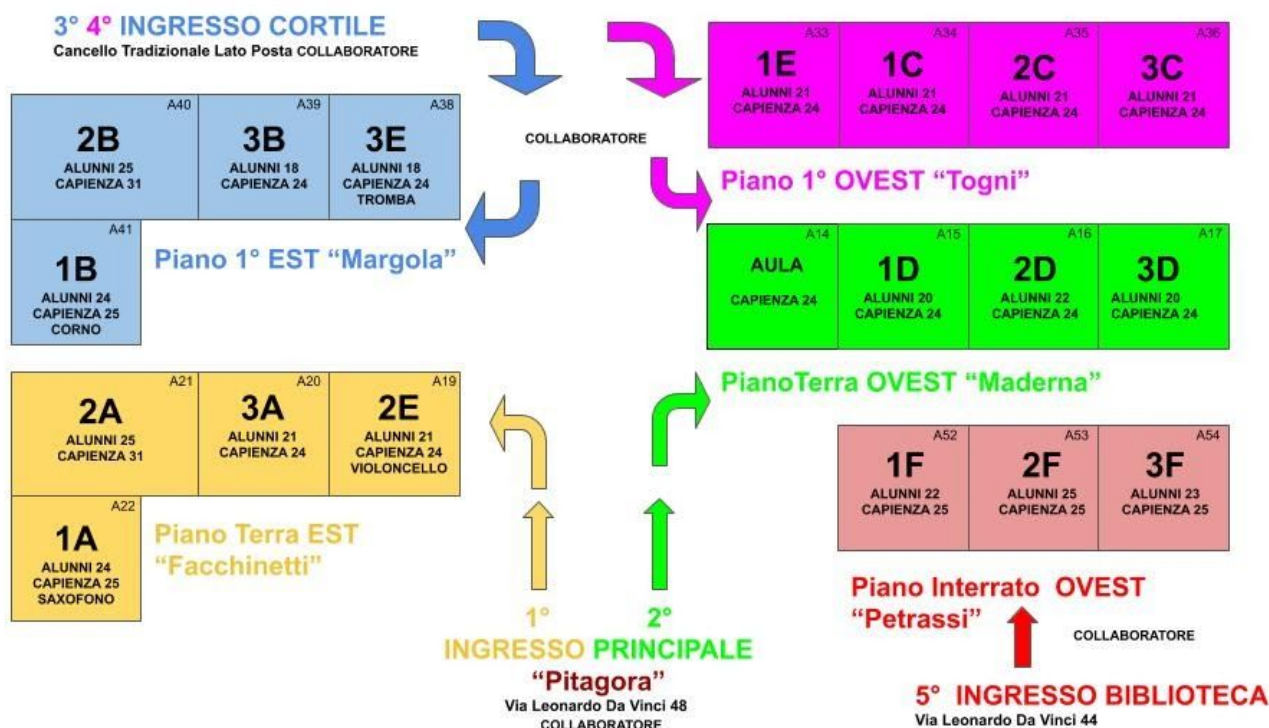 3° 4° INGRESSO CORTILE
Cancello Tradizionale Lato Posta COLLABORATORE
A40
2B
ALUNNI 25
CAPIENZA 31
A39
3B
ALUNNI 18
CAPIENZA 24
A38
3E
ALUNNI 18
CAPIENZA 24
TROMBA
A41
1B
ALUNNI 24
CAPIENZA 25
CORNO
Piano 1° EST “Margola”
COLLABORATORE
A33
1E
ALUNNI 21
CAPIENZA 24
A34
1C
ALUNNI 21
CAPIENZA 24
A35
2C
ALUNNI 21
CAPIENZA 24
A36
3C
ALUNNI 21
CAPIENZA 24
Piano 1° OVEST “Togni”
A14
AULA
CAPIENZA 24
A15
1D
ALUNNI 20
CAPIENZA 24
A16
2D
ALUNNI 22
CAPIENZA 24
A17
3D
ALUNNI 20
CAPIENZA 24
PianoTerra OVEST “Maderna”
A21
2A
ALUNNI 25
CAPIENZA 31
A20
3A
ALUNNI 21
CAPIENZA 24
A19
2E
ALUNNI 21
CAPIENZA 24
VIOLONCELLO
A22
1A
ALUNNI 24
CAPIENZA 25
SAXOFONO
Piano Terra EST
“Facchinetti”
A52
1F
ALUNNI 22
CAPIENZA 25
A53
2F
ALUNNI 25
CAPIENZA 25
A54
3F
ALUNNI 23
CAPIENZA 25
Piano Interrato OVEST
“Petrassi”
COLLABORATORE
1° 2°
INGRESSO PRINCIPALE
“Pitagora”
Via Leonardo Da Vinci 48
COLLABORATORE
5° INGRESSO BIBLIOTECA
Via Leonardo Da Vinci 44